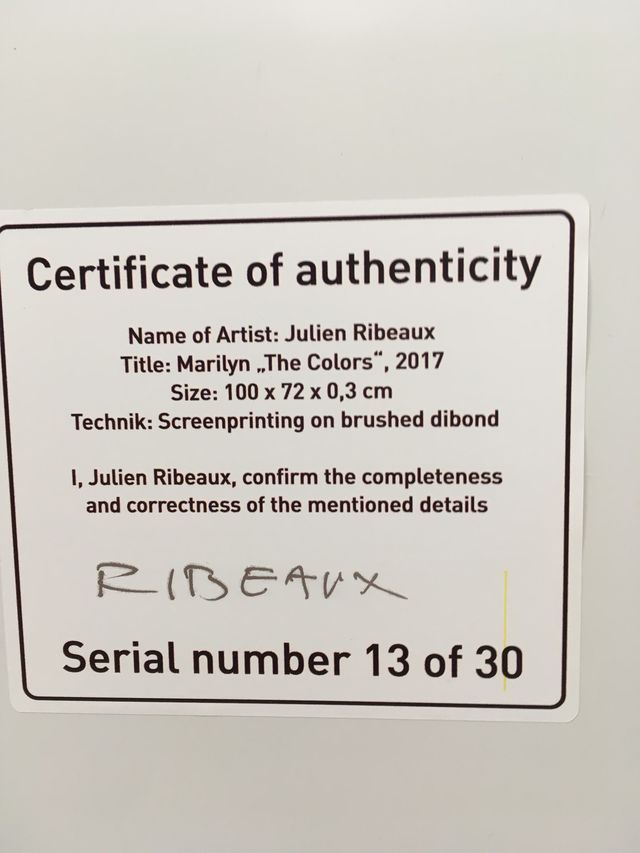 Certificate of authenticity
Name of Artist: Julien Ribeaux
Title: Marilyn „The Colors“, 2017
Size: 100 x 72 x 0,3 cm
Technik: Screenprinting on brushed dibond
I, Julien Ribeaux, confirm the completeness
and correctness of the mentioned details
RIBEAUX
Serial number 13 of 30